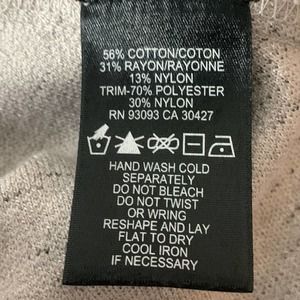 56% COTTON/COTON
31% RAYON/RAYONNE
13% NYLON
TRIM-70% POLYESTER
30% NYLON
RN 93093 CA 30427
HAND WASH COLD
SEPARATELY
DO NOT BLEACH
DO NOT TWIST
OR WRING
RESHAPE AND LAY
FLAT TO DRY
COOL IRON
IF NECESSARY